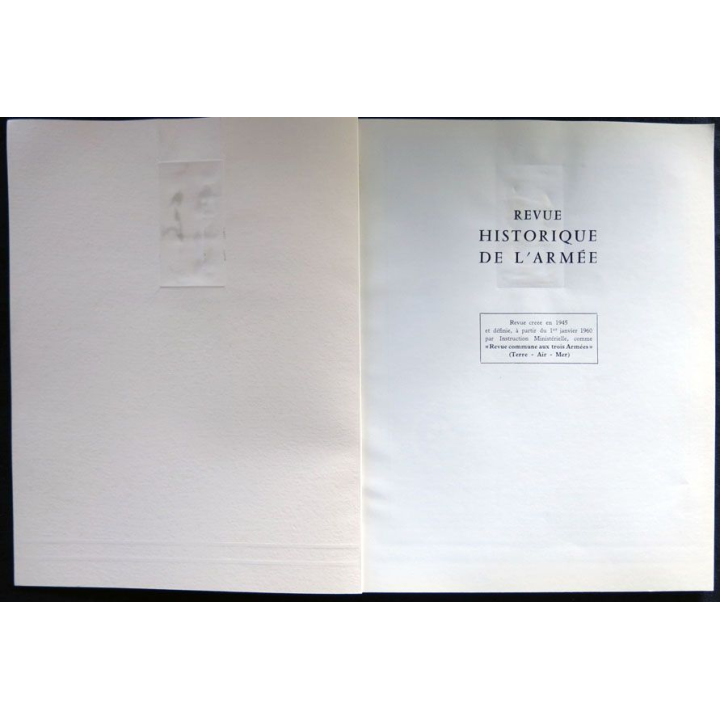 REVUE
HISTORIQUE
DE L'ARMÉE
Revue créée en 1945
et définie, à partir du 1er janvier 1960
par Instruction Ministérielle, comme
«Revue commune aux trois Armées»
(Terre - Air - Mer)